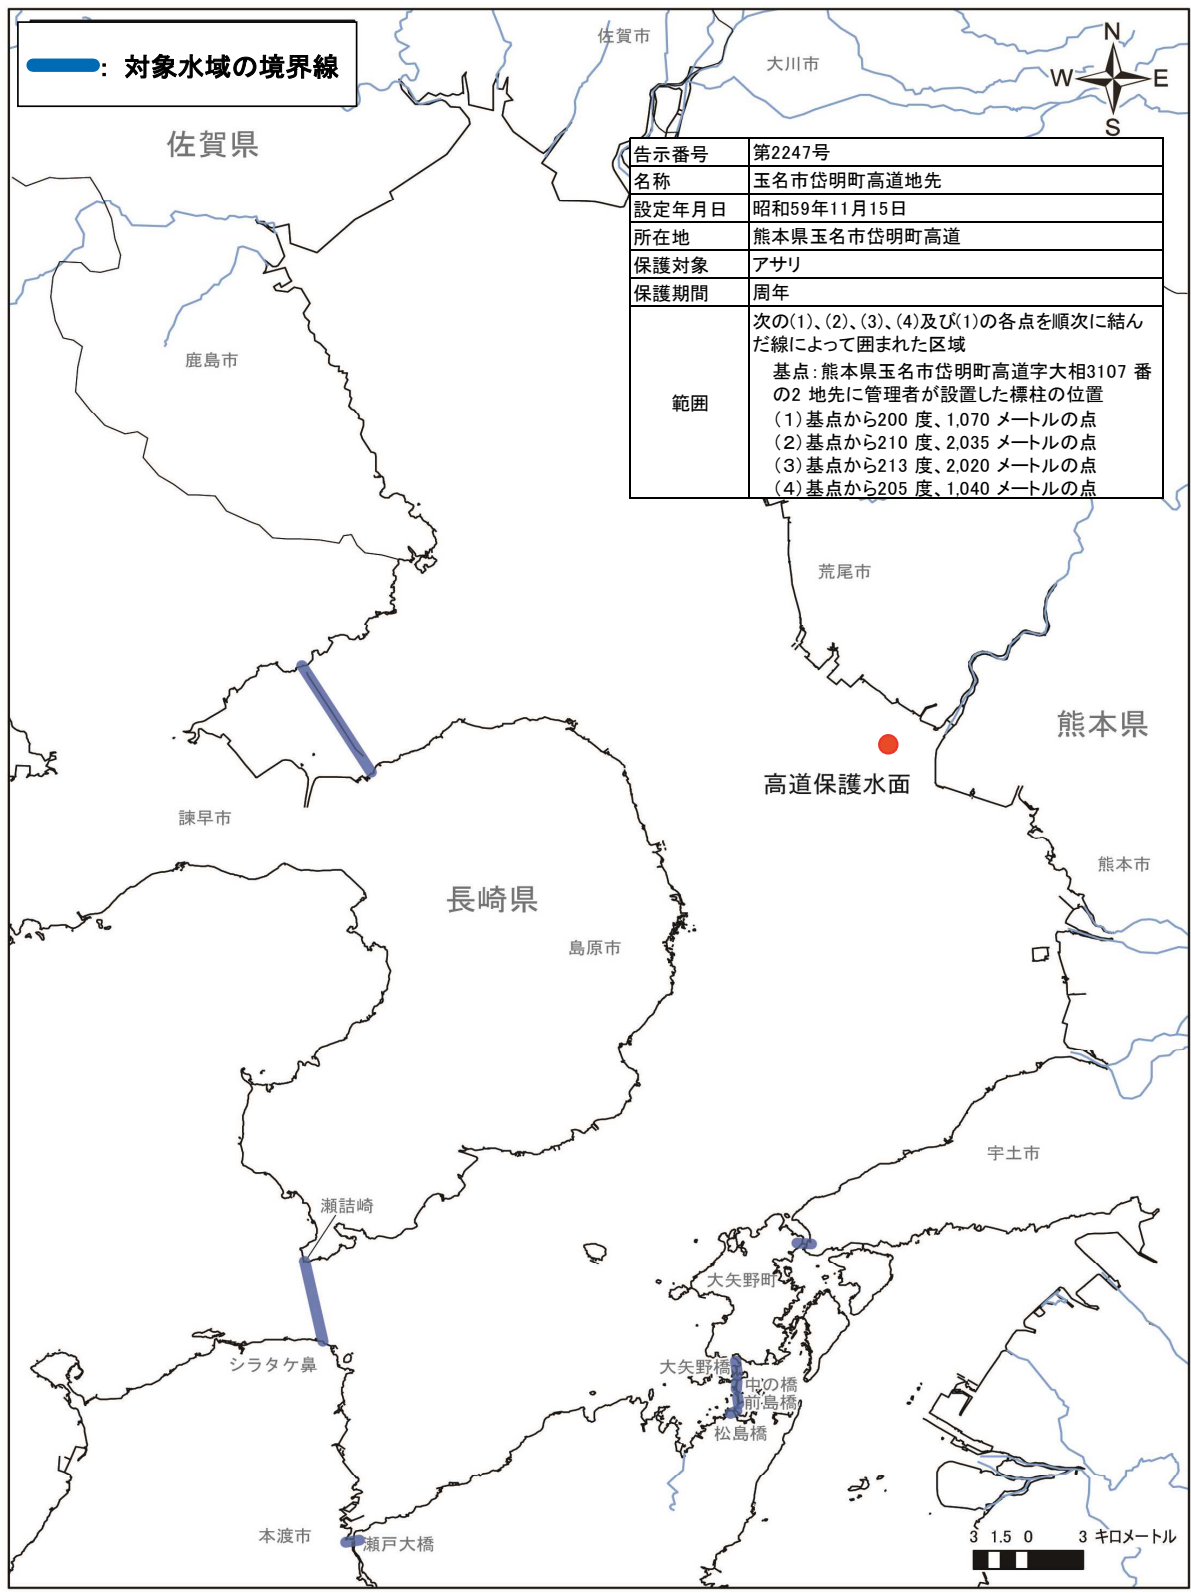 : 対象水域の境界線
佐賀市
大川市
N
W E
S
佐賀県
告示番号 第2247号
名称 玉名市岱明町高道地先
設定年月日 昭和59年11月15日
所在地 熊本県玉名市岱明町高道
保護対象 アサリ
保護期間 周年
範囲
次の(1)、(2)、(3)、(4)及び(1)の各点を順次に結ん
だ線によって囲まれた区域
基点:熊本県玉名市岱明町高道字大相3107 番
の2 地先に管理者が設置した標柱の位置
(1)基点から200 度、1,070 メートルの点
(2)基点から210 度、2,035 メートルの点
(3)基点から213 度、2,020 メートルの点
(4)基点から205 度、1,040 メートルの点
鹿島市
荒尾市
熊本県
高道保護水面
諫早市
熊本市
長崎県
島原市
宇土市
瀬詰崎
大矢野町
シラタケ鼻
大矢野橋
中の橋
前島橋
松島橋
本渡市
瀬戸大橋
3 1.5 0 3 キロメートル